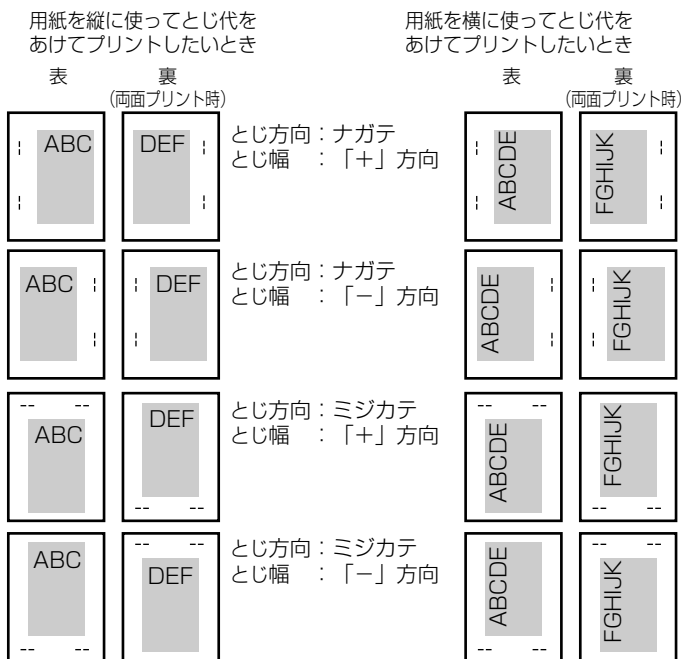 用紙を縦に使ってとじ代を
あけてプリントしたいとき
用紙を横に使ってとじ代を
あけてプリントしたいとき
表
裏
(両面プリント時)
表
裏
(両面プリント時)
ABC
DEF
とじ方向：ナガテ
とじ幅　：「＋」方向
ABCDE
FGHIJK
ABC
DEF
とじ方向：ナガテ
とじ幅　：「－」方向
ABCDE
FGHIJK
ABC
DEF
とじ方向：ミジカテ
とじ幅　：「＋」方向
ABCDE
FGHIJK
ABC
DEF
とじ方向：ミジカテ
とじ幅　：「－」方向
ABCDE
FGHIJK